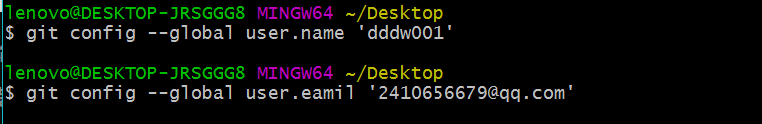 lenovo@DESKTOP-JRSGGG8 MINGW64 ~/Desktop
$ git config --global user.name 'dddw001'
lenovo@DESKTOP-JRSGGG8 MINGW64 ~/Desktop
$ git config --global user.eamil '2410656679@qq.com'